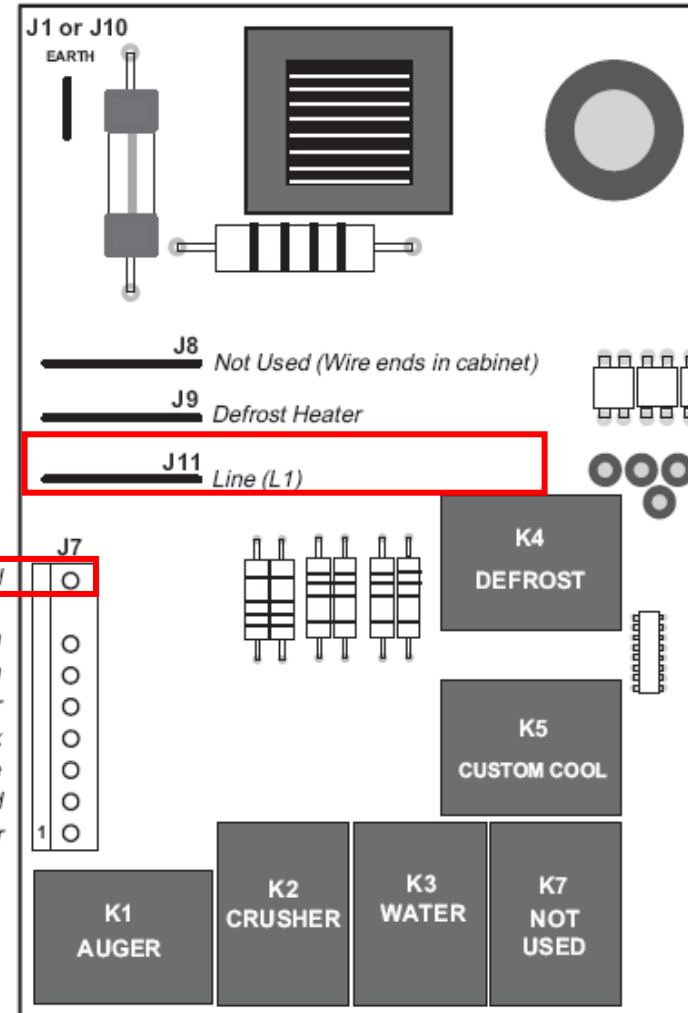 J1 or J10
EARTH
J8
Not Used (Wire ends in cabinet)
J9
Defrost Heater
J11
Line (L1)
J7
K4
DEFROST
K5
CUSTOM COOL
1
K1
AUGER
K2
CRUSHER
K3
WATER
K7
NOT
USED